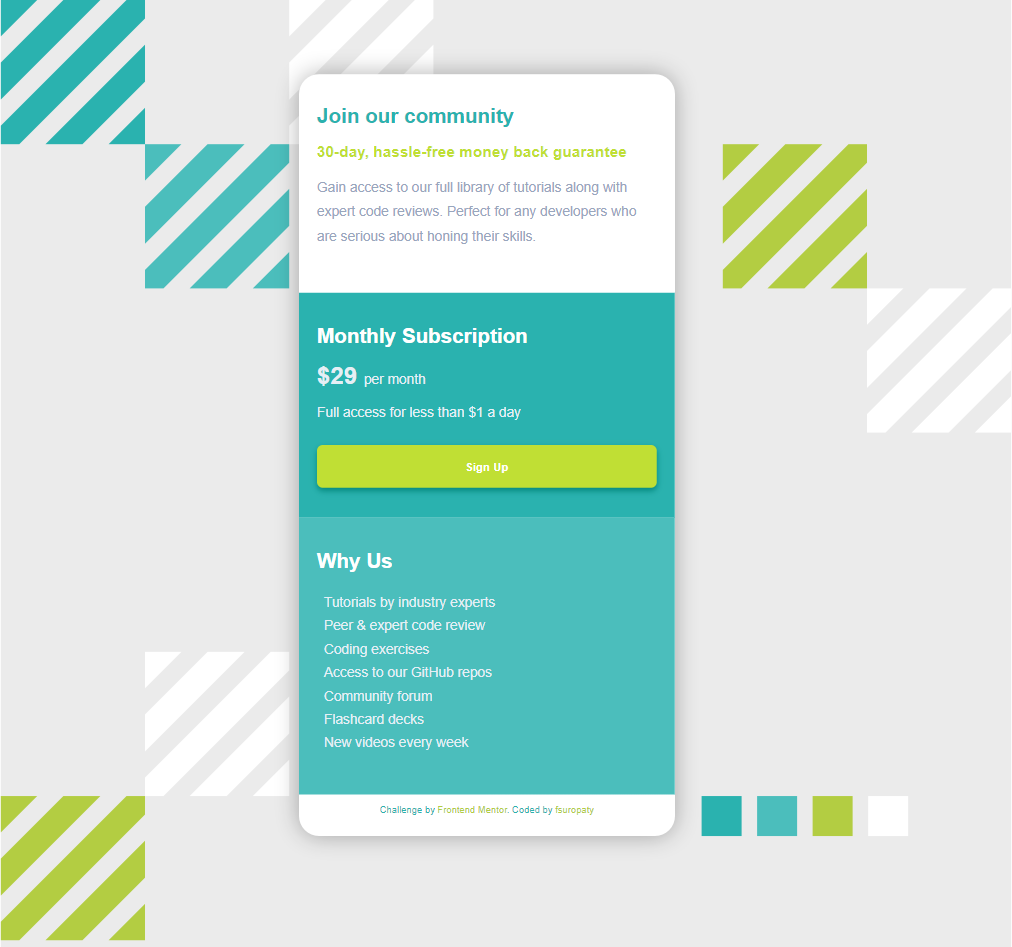 Join our community
30-day, hassle-free money back guarantee
Gain access to our full library of tutorials along with
expert code reviews. Perfect for any developers who
are serious about honing their skills.
Monthly Subscription
$29 per month
Full access for less than $1 a day
Sign Up
Why Us
Tutorials by industry experts
Peer & expert code review
Coding exercises
Access to our GitHub repos
Community forum
Flashcard decks
New videos every week
Challenge by Frontend Mentor. Coded by fsuropaty